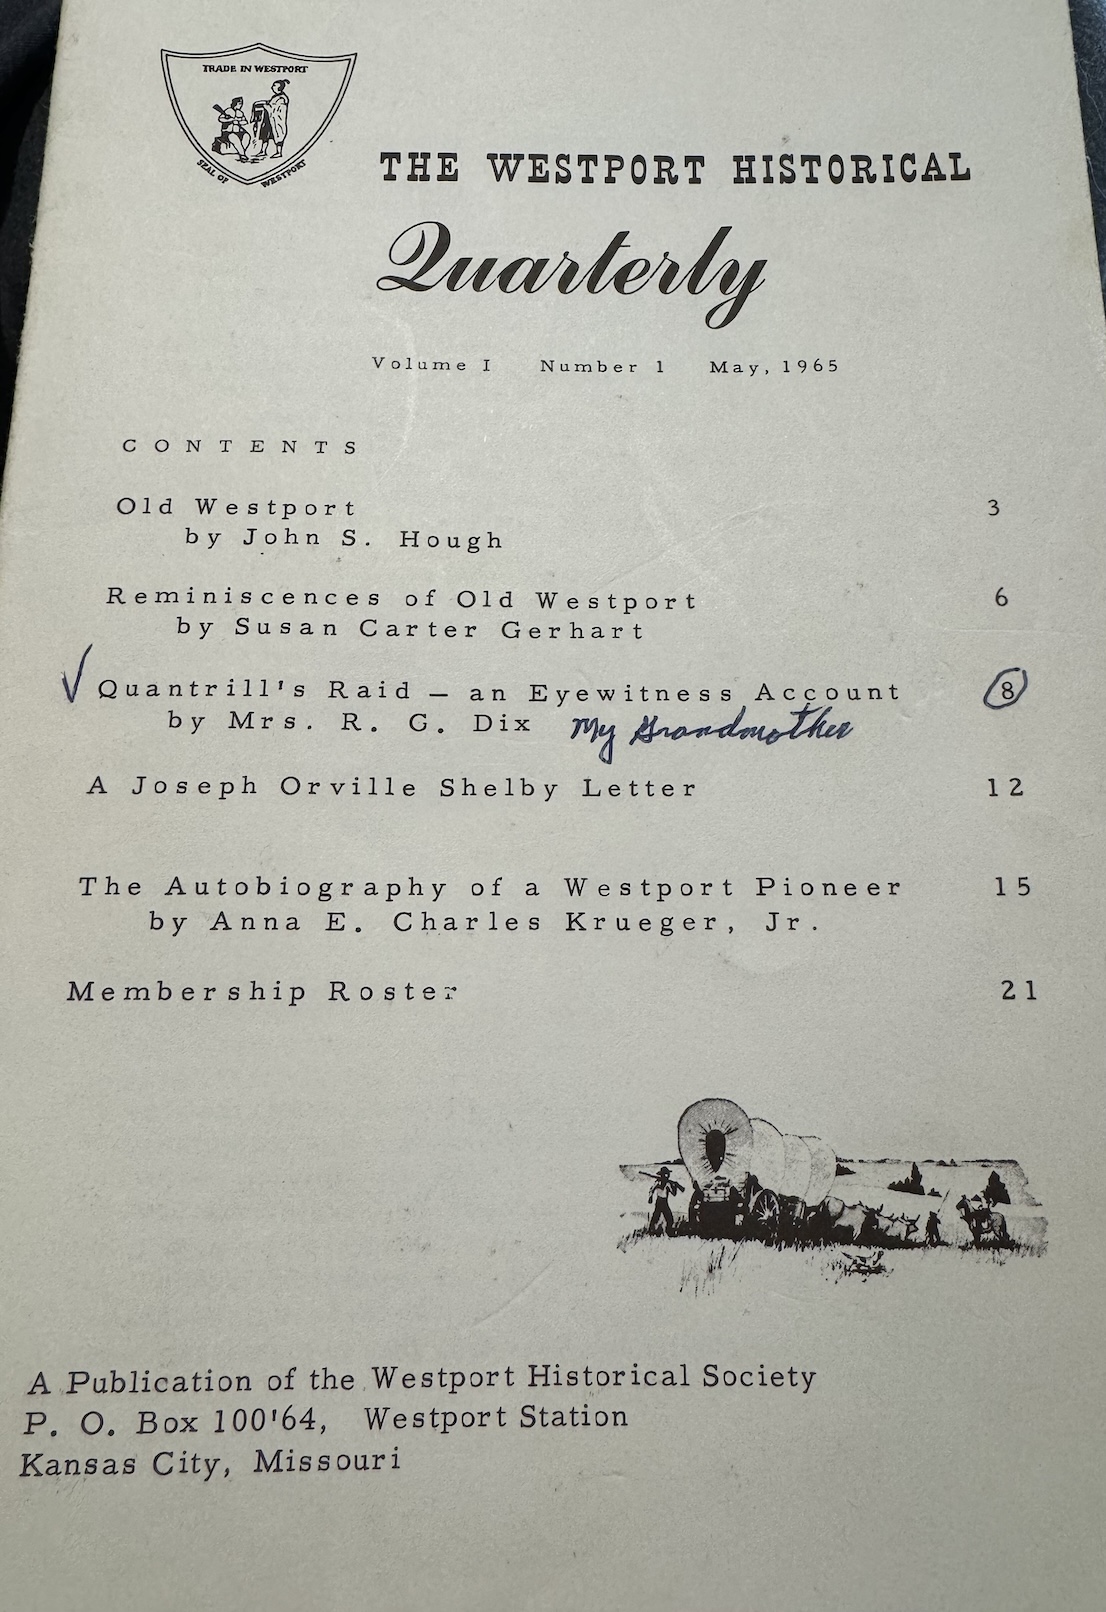 TRADE IN WESTPORT
SEAL OF WESTPORT
THE WESTPORT HISTORICAL
Quarterly
Volume I Number 1 May, 1965
CONTENTS
Old Westport 3
by John S. Hough
Reminiscences of Old Westport 6
by Susan Carter Gerhart
✓ Quantrill's Raid – an Eyewitness Account 8
by Mrs. R. G. Dix My Grandmother
A Joseph Orville Shelby Letter 12
The Autobiography of a Westport Pioneer 15
by Anna E. Charles Krueger, Jr.
Membership Roster 21
A Publication of the Westport Historical Society
P. O. Box 100'64, Westport Station
Kansas City, Missouri